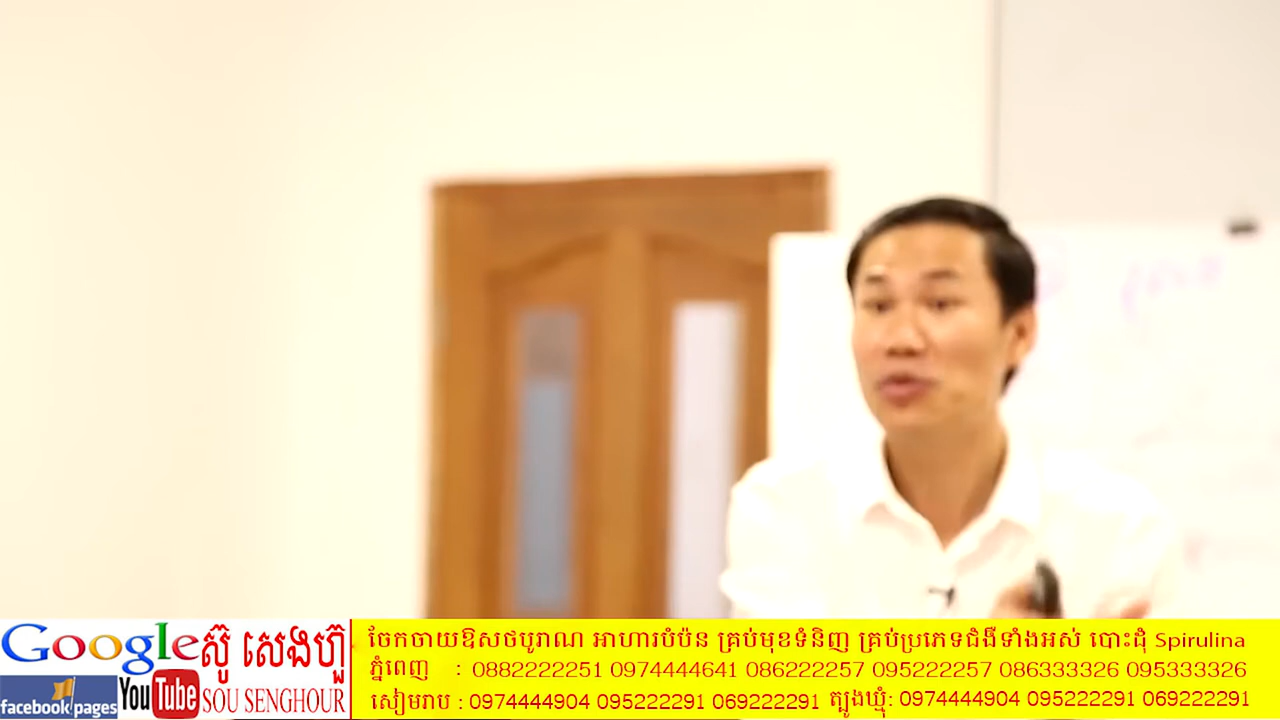 Google ស៊ូ សេងហ៊ួ
facebook pages YouTube SOU SENGHOUR
ចែកចាយឱសថបូរាណ អាហារបំប៉ន គ្រប់មុខទំនិញ គ្រប់ប្រភេទជំងឺទាំងអស់ បោះដុំ Spirulina
ភ្នំពេញ : 0882222251 0974444641 086222257 095222257 086333326 095333326
សៀមរាប : 0974444904 095222291 069222291 ត្បូងឃ្មុំ: 0974444904 095222291 069222291